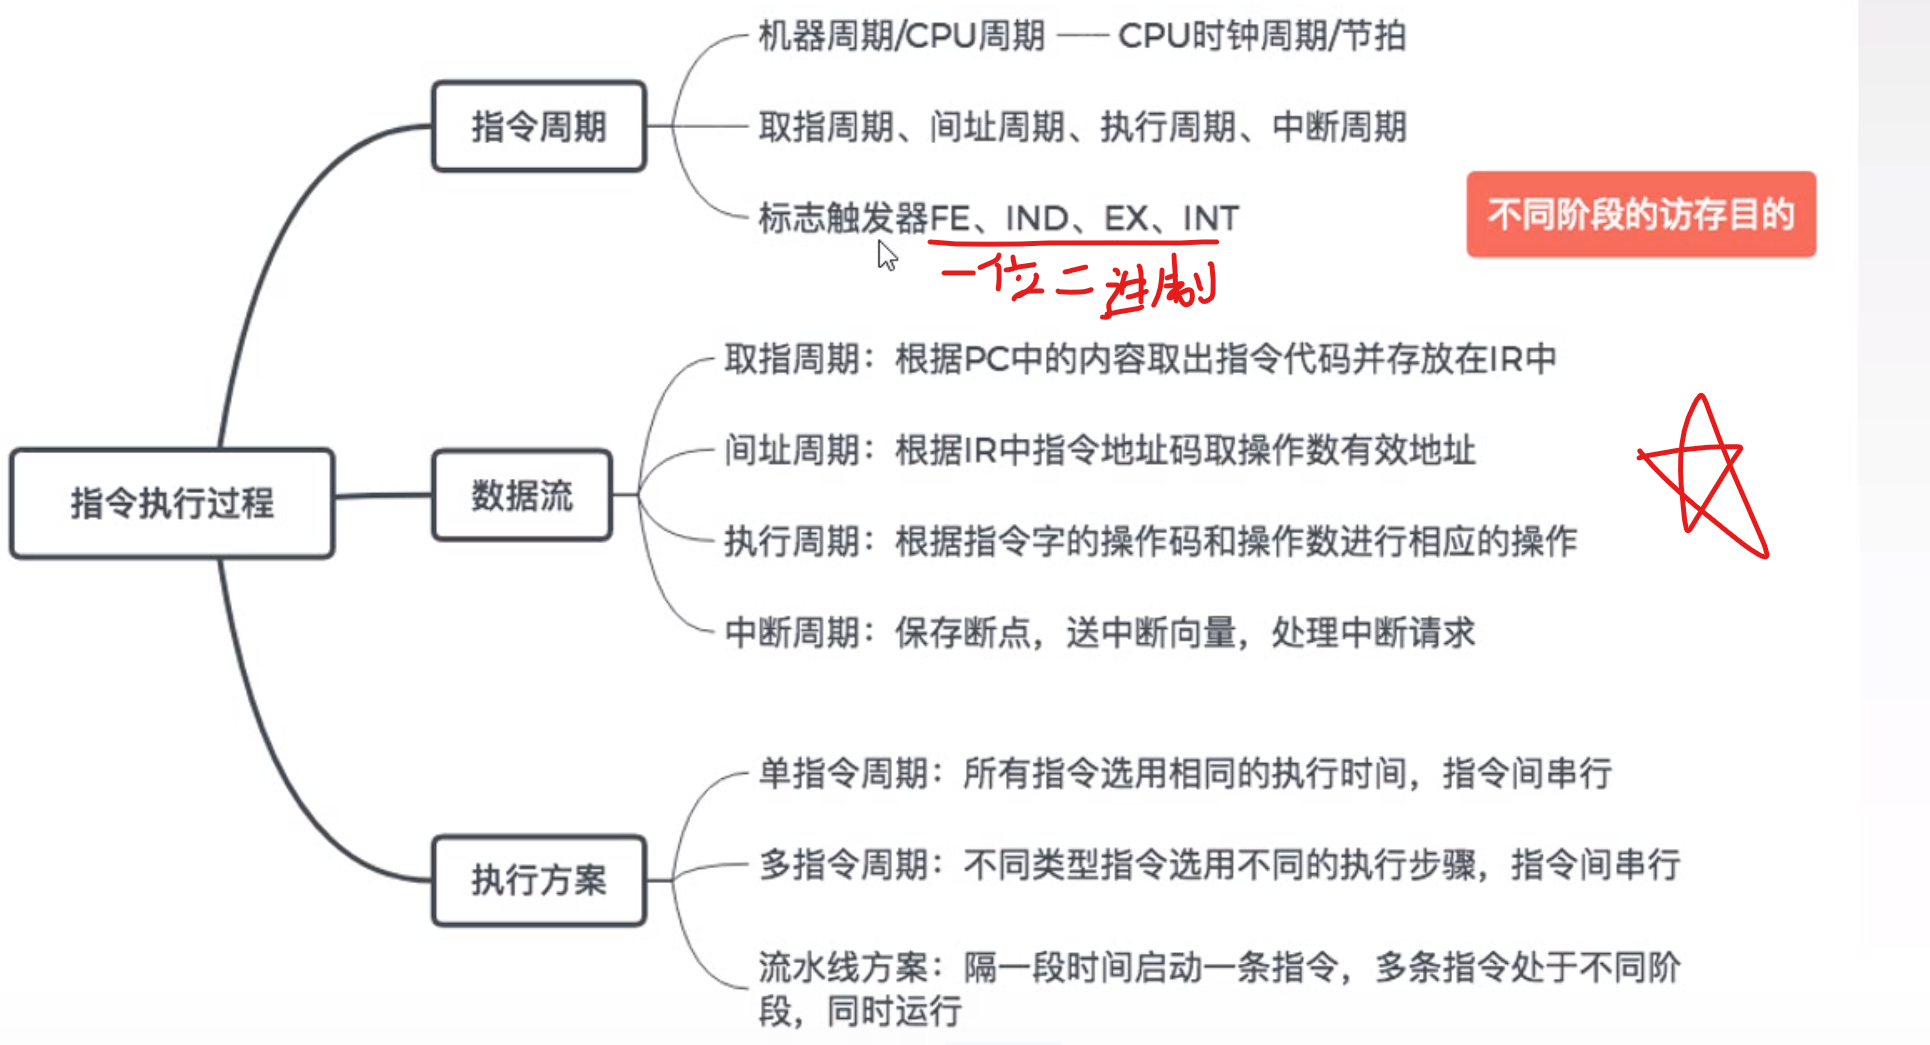 机器周期/CPU周期 —— CPU时钟周期/节拍
指令周期
取指周期、间址周期、执行周期、中断周期
标志触发器FE、IND、EX、INT
不同阶段的访存目的
一位二进制
取指周期：根据PC中的内容取出指令代码并存放在IR中
间址周期：根据IR中指令地址码取操作数有效地址
指令执行过程
数据流
执行周期：根据指令字的操作码和操作数进行相应的操作
中断周期：保存断点，送中断向量，处理中断请求
单指令周期：所有指令选用相同的执行时间，指令间串行
执行方案
多指令周期：不同类型指令选用不同的执行步骤，指令间串行
流水线方案：隔一段时间启动一条指令，多条指令处于不同阶
段，同时运行